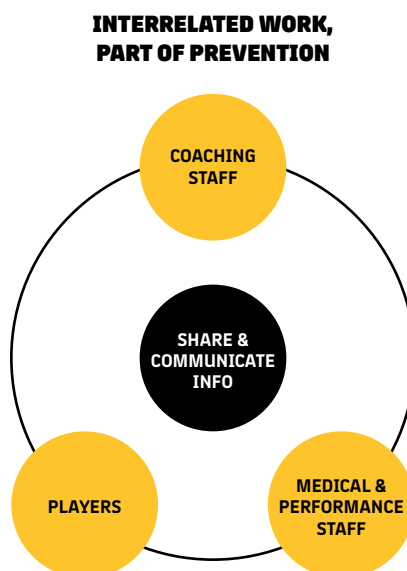 INTERRELATED WORK,
PART OF PREVENTION
COACHING
STAFF
SHARE &
COMMUNICATE
INFO
PLAYERS
MEDICAL &
PERFORMANCE
STAFF